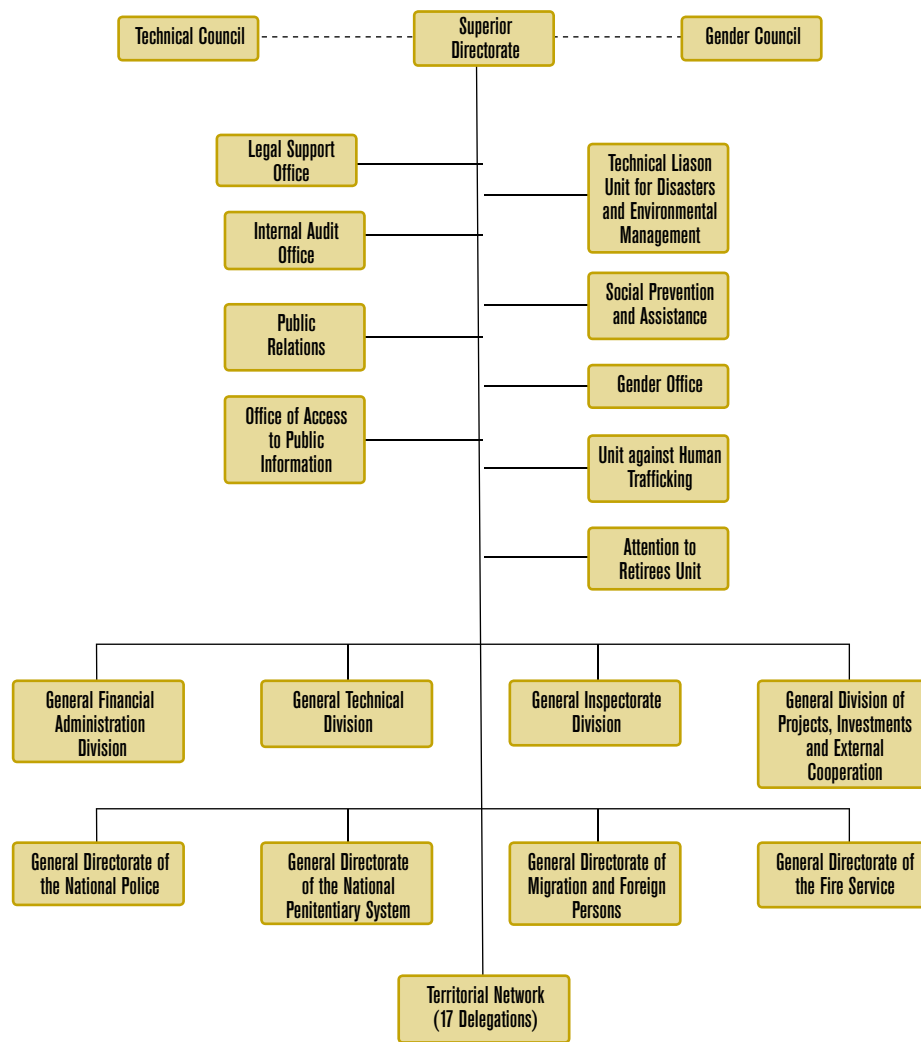 Technical Council
Superior
Directorate
Gender Council
Legal Support
Office
Technical Liason
Unit for Disasters
and Environmental
Management
Internal Audit
Office
Social Prevention
and Assistance
Public
Relations
Gender Office
Office of Access
to Public
Information
Unit against Human
Trafficking
Attention to
Retirees Unit
General Financial
Administration
Division
General Technical
Division
General Inspectorate
Division
General Division of
Projects, Investments
and External
Cooperation
General Directorate of
the National Police
General Directorate
of the National
Penitentiary System
General Directorate of
Migration and Foreign
Persons
General Directorate of
the Fire Service
Territorial Network
(17 Delegations)